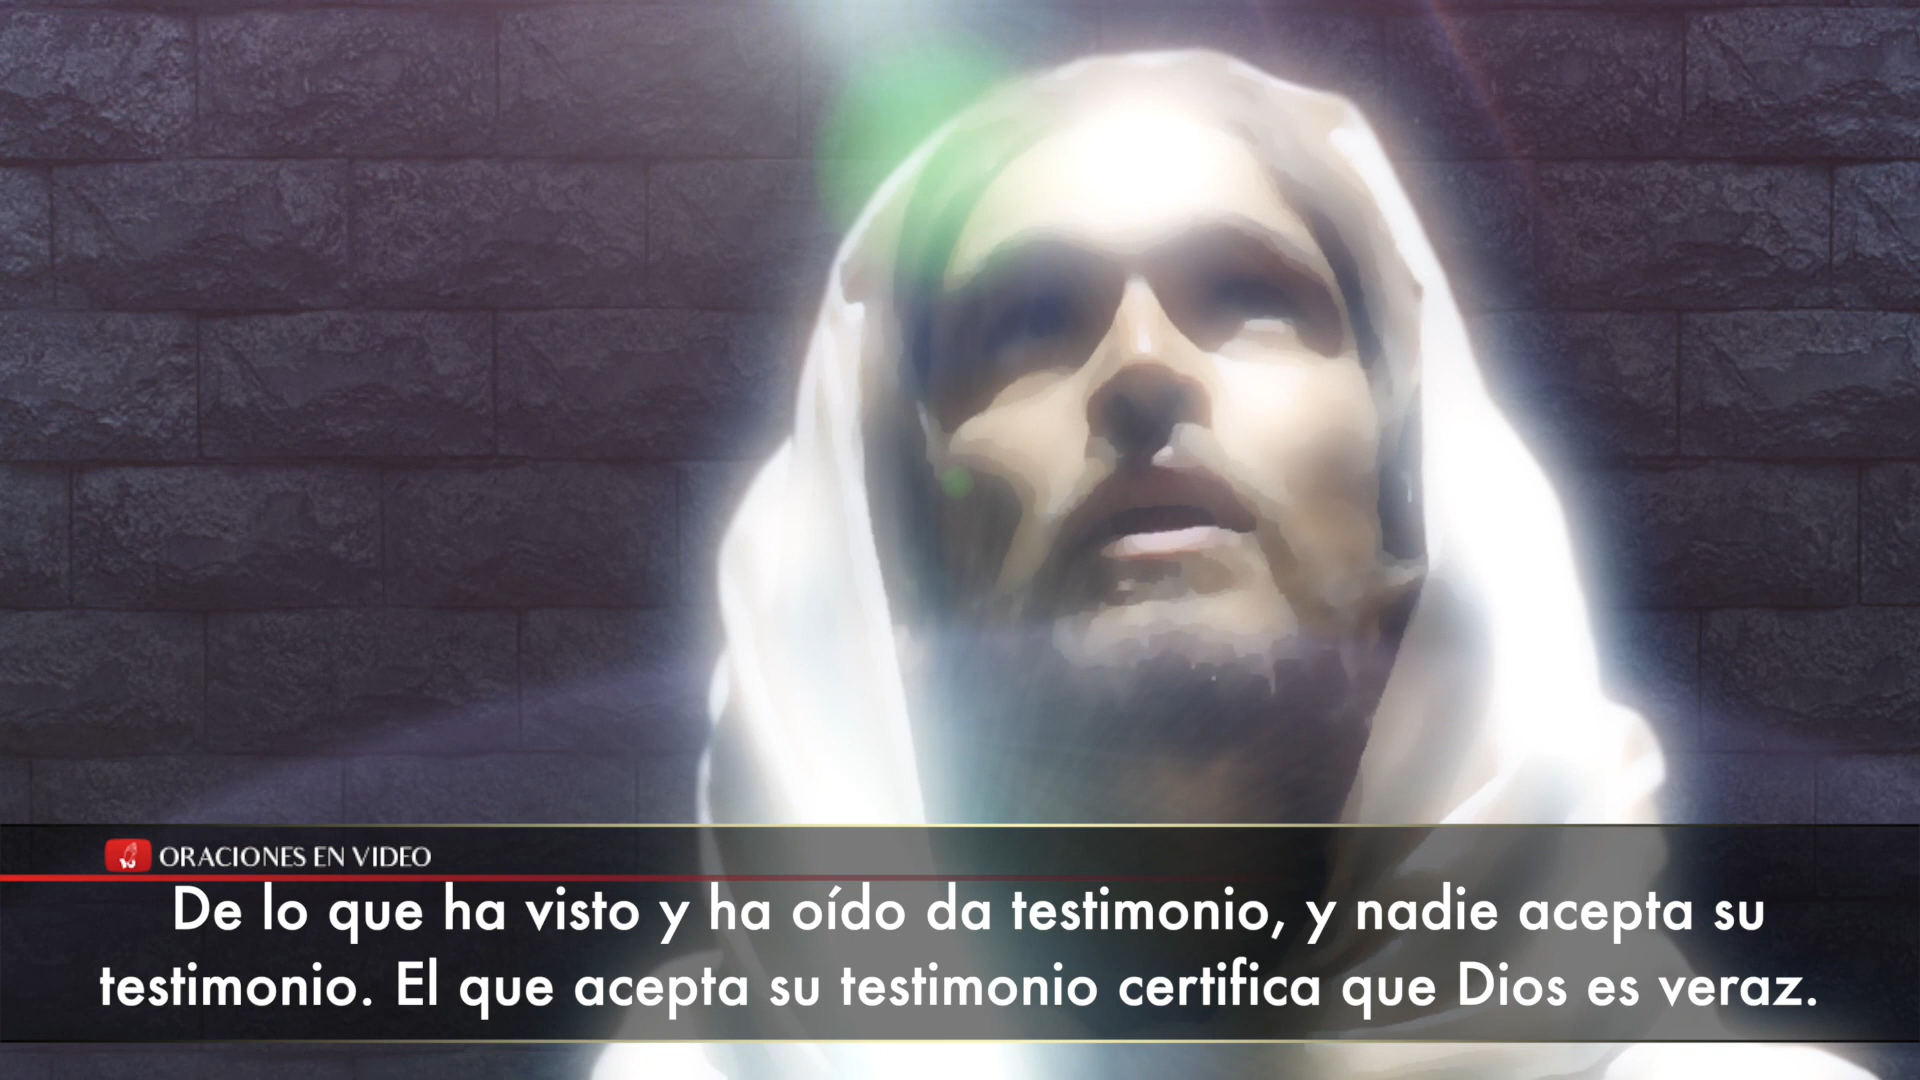 ORACIONES EN VIDEO
De lo que ha visto y ha oído da testimonio, y nadie acepta su
testimonio. El que acepta su testimonio certifica que Dios es veraz.